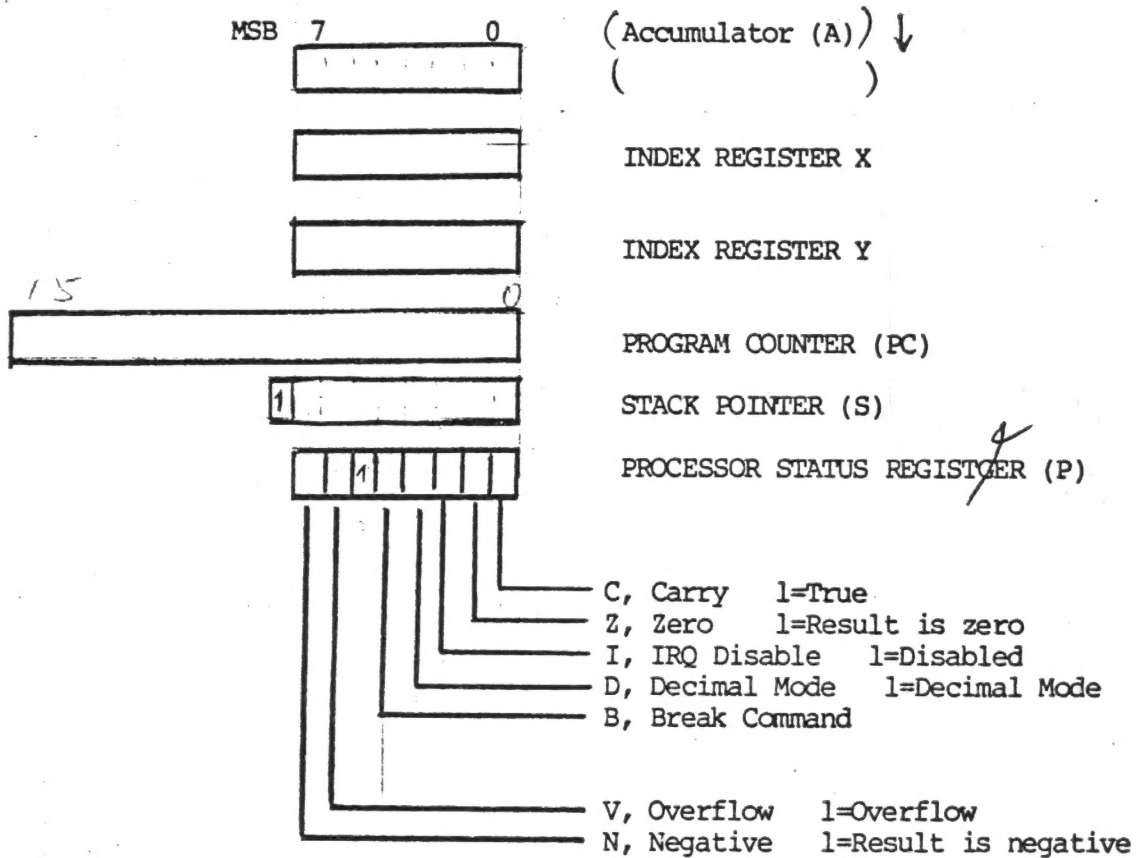 MSB 7 0 (Accumulator (A)) ↓
( )
INDEX REGISTER X
INDEX REGISTER Y
15 0
PROGRAM COUNTER (PC)
1 STACK POINTER (S)
1 PROCESSOR STATUS REGISTGER (P)
C, Carry 1=True
Z, Zero 1=Result is zero
I, IRQ Disable 1=Disabled
D, Decimal Mode 1=Decimal Mode
B, Break Command
V, Overflow 1=Overflow
N, Negative 1=Result is negative